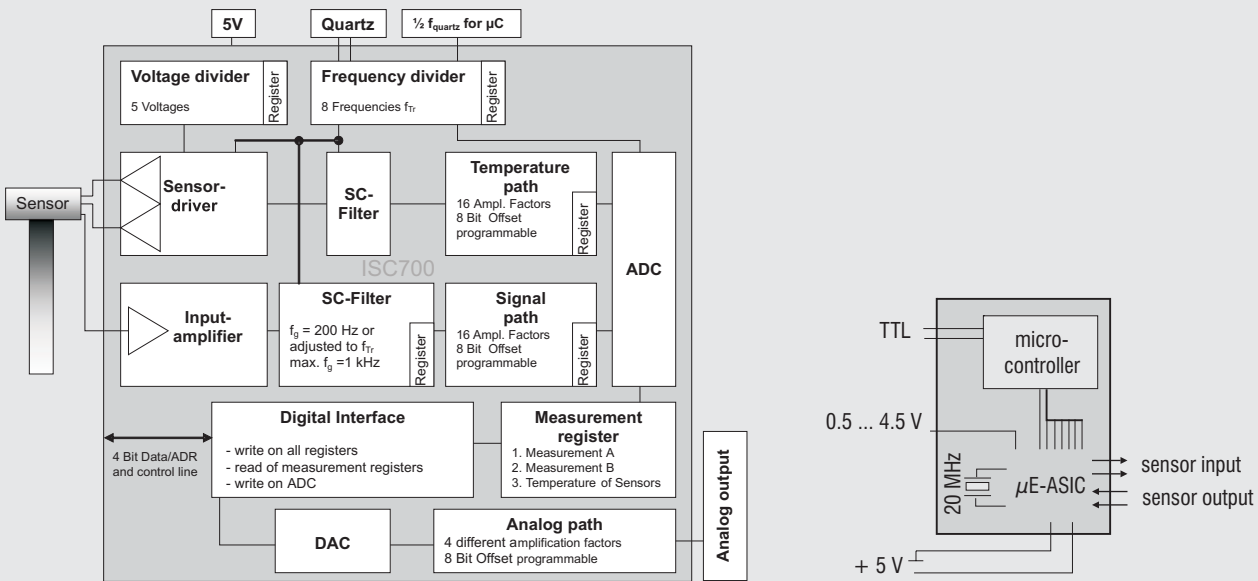 5V
Quartz
½ fquartz for µC
Voltage divider
5 Voltages
Register
Frequency divider
8 Frequencies fTr
Register
Sensor
Sensor-
driver
SC-
Filter
Temperature
path
16 Ampl. Factors
8 Bit Offset
programmable
Register
ADC
ISC700
Input-
amplifier
SC-Filter
fg = 200 Hz or
adjusted to fTr
max. fg =1 kHz
Register
Signal
path
16 Ampl. Factors
8 Bit Offset
programmable
Register
4 Bit Data/ADR
and control line
Digital Interface
- write on all registers
- read of measurement registers
- write on ADC
Measurement
register
1. Measurement A
2. Measurement B
3. Temperature of Sensors
DAC
Analog path
4 different amplification factors
8 Bit Offset programmable
Analog output
TTL
micro-
controller
0.5 ... 4.5 V
20 MHz
µE-ASIC
sensor input
sensor output
+ 5 V